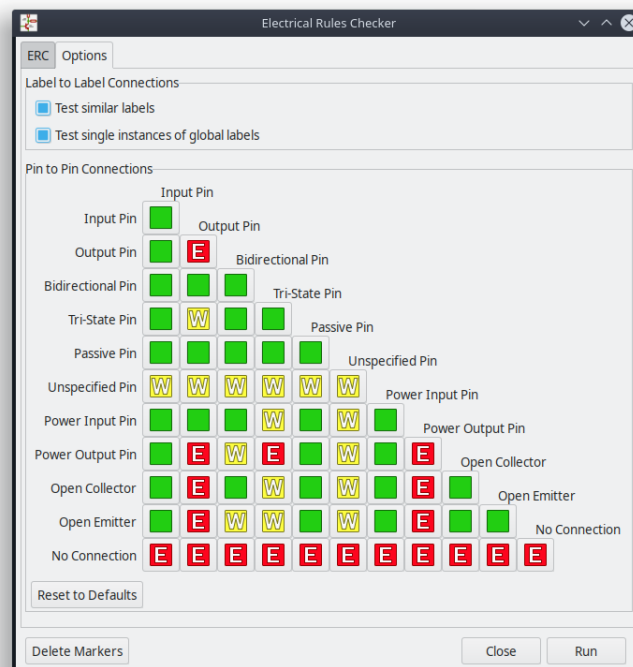 Electrical Rules Checker
ERC Options
Label to Label Connections
Test similar labels
Test single instances of global labels
Pin to Pin Connections
Input Pin
Input Pin
Output Pin
Output Pin E
Bidirectional Pin
Bidirectional Pin
Tri-State Pin
Tri-State Pin W
Passive Pin
Passive Pin
Unspecified Pin
Unspecified Pin W W W W W W
Power Input Pin
Power Input Pin W W
Power Output Pin
Power Output Pin E W E W E
Open Collector
Open Collector E W W E
Open Emitter
Open Emitter E W W W E
No Connection
No Connection E E E E E E E E E E E
Reset to Defaults
Delete Markers Close Run